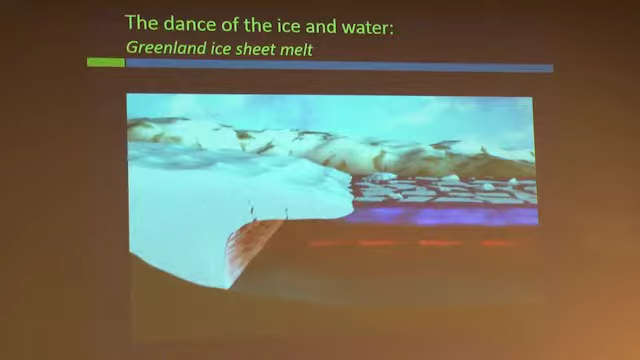 The dance of the ice and water:
Greenland ice sheet melt